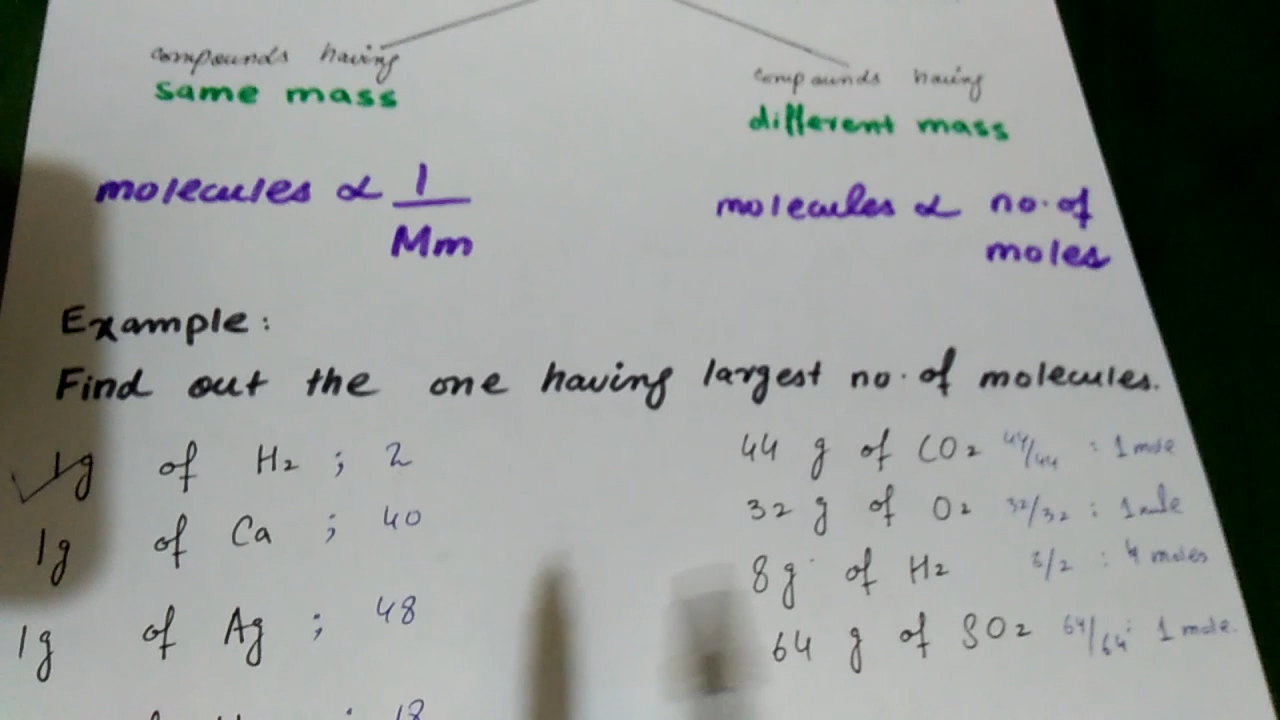 compounds having
same mass
compounds having
different mass
molecules ∝ 1/Mm
molecules ∝ no. of
moles
Example:
Find out the one having largest no. of molecules.
✓ 1g of H2 ; 2
1g of Ca ; 40
1g of Ag ; 48
; 18
44 g of CO2 44/44 : 1 mole
32 g of O2 32/32 : 1 mole
8g of H2 8/2 : 4 moles
64 g of SO2 64/64 : 1 mole.